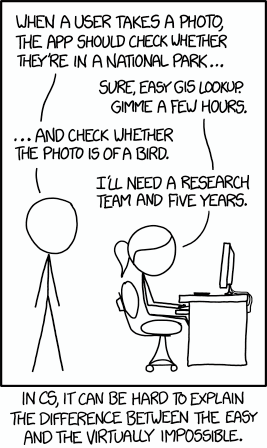 WHEN A USER TAKES A PHOTO,
THE APP SHOULD CHECK WHETHER
THEY'RE IN A NATIONAL PARK...
SURE, EASY GIS LOOKUP.
GIMME A FEW HOURS.
...AND CHECK WHETHER
THE PHOTO IS OF A BIRD.
I'LL NEED A RESEARCH
TEAM AND FIVE YEARS.
IN CS, IT CAN BE HARD TO EXPLAIN
THE DIFFERENCE BETWEEN THE EASY
AND THE VIRTUALLY IMPOSSIBLE.